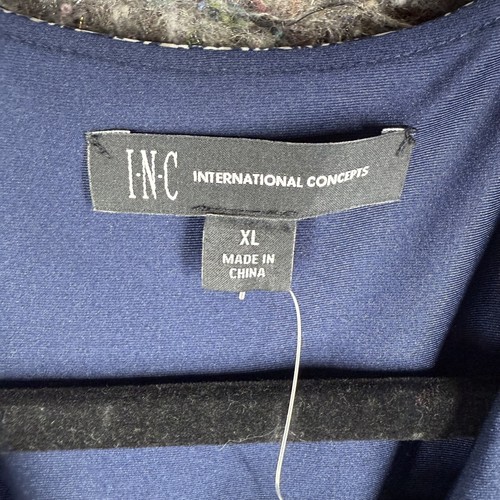 I·N·C INTERNATIONAL CONCEPTS
XL
MADE IN
CHINA